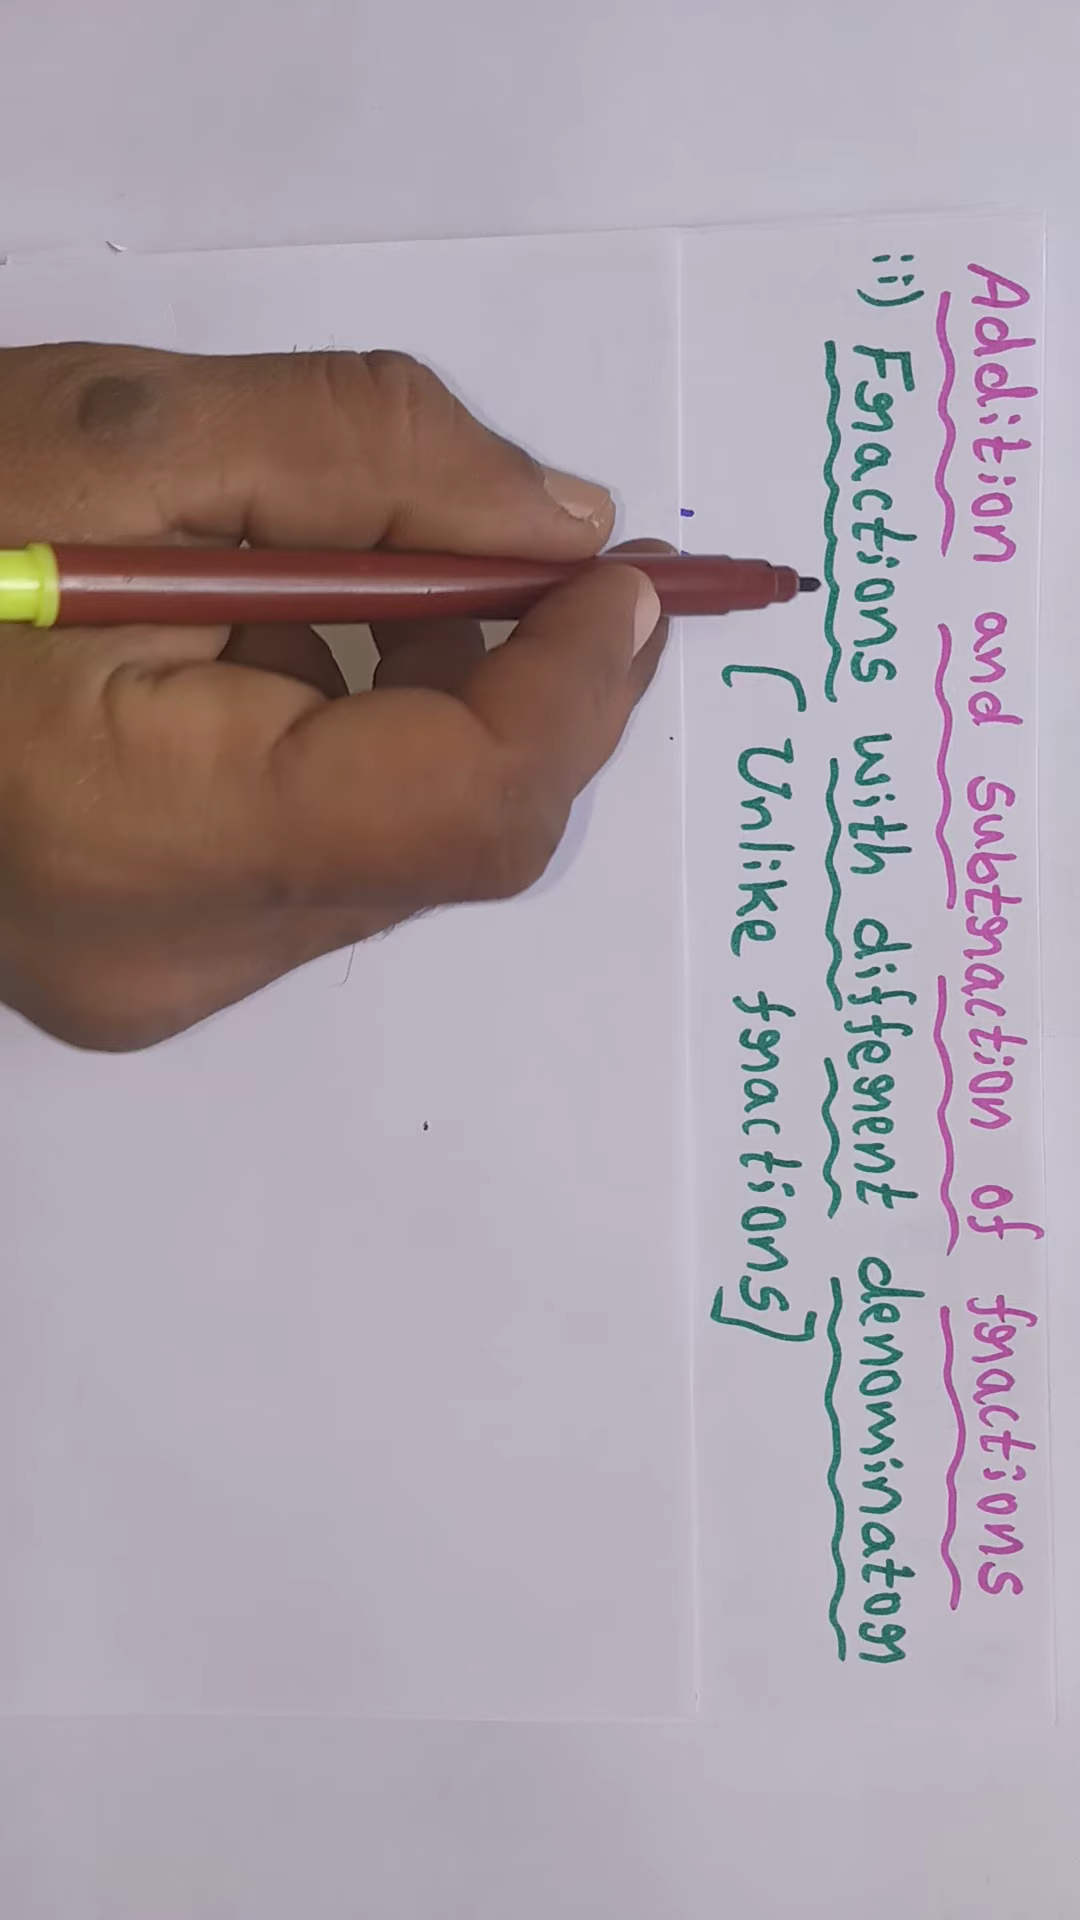 Addition and subtraction of fractions
ii) Fractions with different denominator
[Unlike fractions]